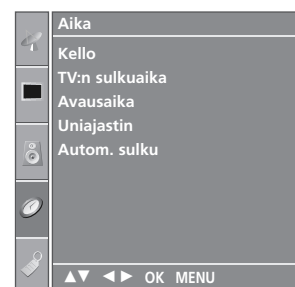 Aika
Kello
TV:n sulkuaika
Avausaika
Uniajastin
Autom. sulku
▲▼ ◄► OK MENU